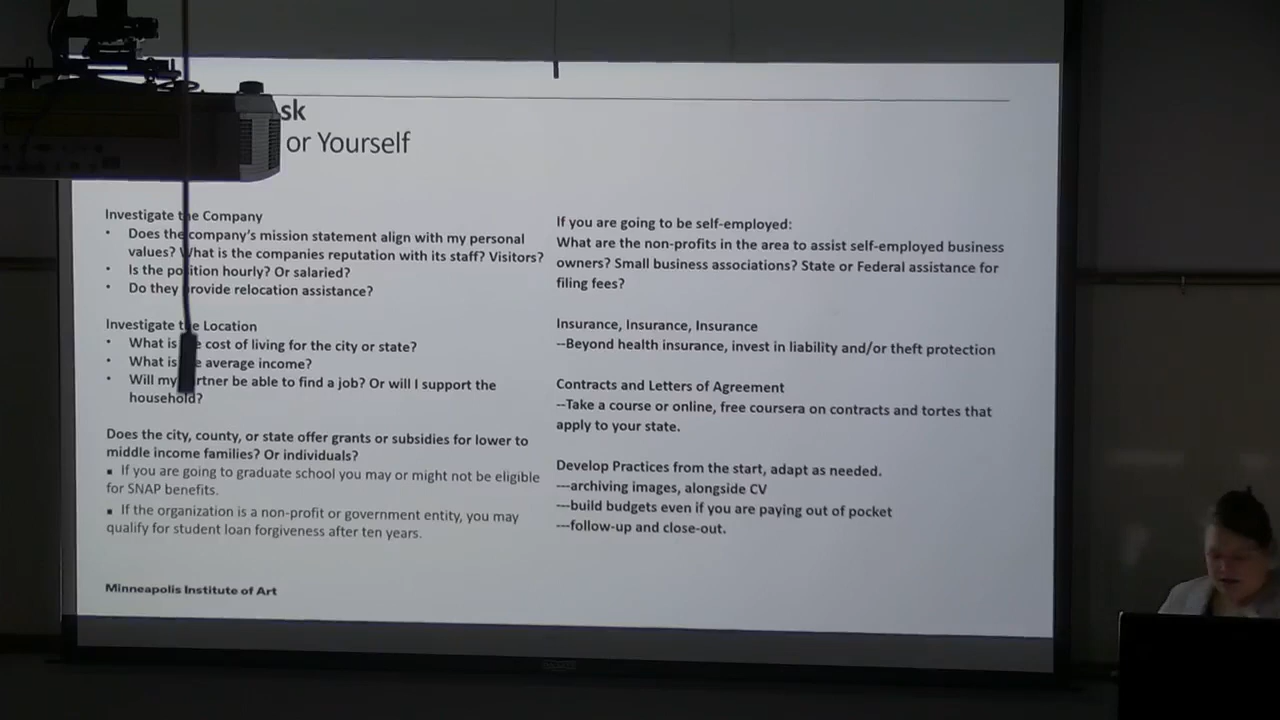 sk
or Yourself
Investigate the Company
• Does the company's mission statement align with my personal
values? What is the companies reputation with its staff? Visitors?
• Is the position hourly? Or salaried?
• Do they provide relocation assistance?
Investigate the Location
• What is the cost of living for the city or state?
• What is the average income?
• Will my partner be able to find a job? Or will I support the
household?
Does the city, county, or state offer grants or subsidies for lower to
middle income families? Or individuals?
▪ If you are going to graduate school you may or might not be eligible
for SNAP benefits.
▪ If the organization is a non-profit or government entity, you may
qualify for student loan forgiveness after ten years.
Minneapolis Institute of Art
If you are going to be self-employed:
What are the non-profits in the area to assist self-employed business
owners? Small business associations? State or Federal assistance for
filing fees?
Insurance, Insurance, Insurance
--Beyond health insurance, invest in liability and/or theft protection
Contracts and Letters of Agreement
--Take a course or online, free coursera on contracts and tortes that
apply to your state.
Develop Practices from the start, adapt as needed.
---archiving images, alongside CV
---build budgets even if you are paying out of pocket
---follow-up and close-out.